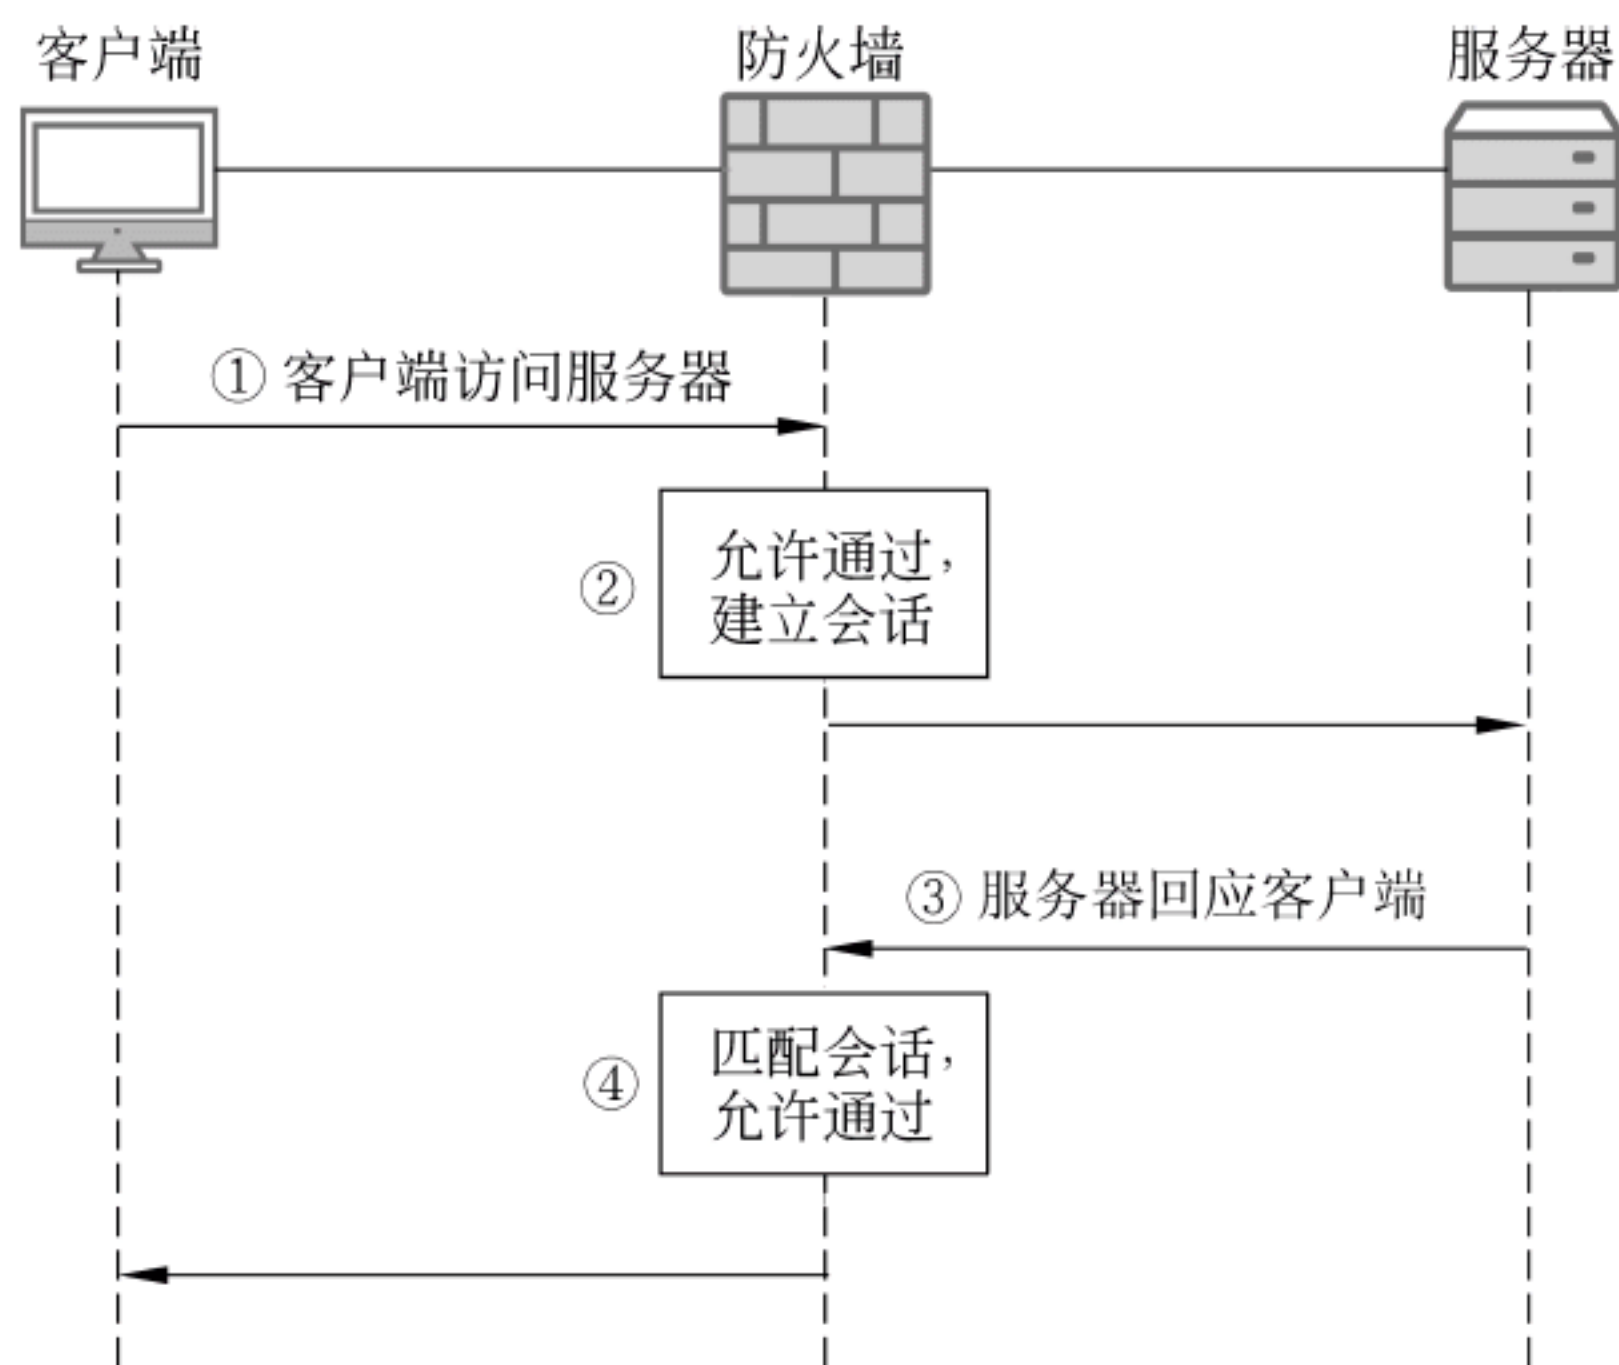 客户端
防火墙
服务器
① 客户端访问服务器
②
允许通过，
建立会话
③ 服务器回应客户端
④
匹配会话，
允许通过